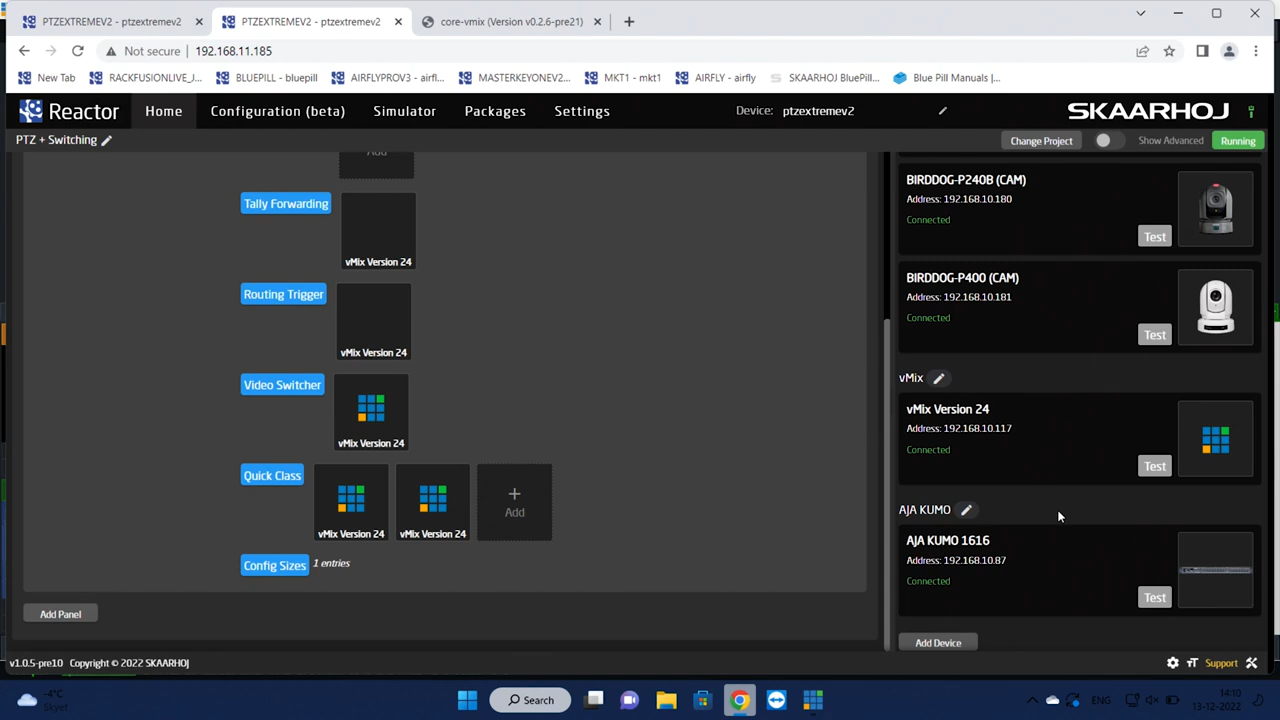 PTZEXTREMEV2 - ptzextremev2
PTZEXTREMEV2 - ptzextremev2
core-vmix (Version v0.2.6-pre21)
Not secure
192.168.11.185
New Tab
RACKFUSIONLIVE_J...
BLUEPILL - bluepill
AIRFLYPROV3 - airfl...
MASTERKEYONEV2...
MKT1 - mkt1
AIRFLY - airfly
SKAARHOJ BluePill...
Blue Pill Manuals |...
Reactor
Home
Configuration (beta)
Simulator
Packages
Settings
Device:
ptzextremev2
SKAARHOJ
PTZ + Switching
Change Project
Show Advanced
Running
Add
Tally Forwarding
vMix Version 24
Routing Trigger
vMix Version 24
Video Switcher
vMix Version 24
Quick Class
vMix Version 24
vMix Version 24
Add
Config Sizes
1 entries
Add Panel
BIRDDOG-P240B (CAM)
Address: 192.168.10.180
Connected
Test
BIRDDOG-P400 (CAM)
Address: 192.168.10.181
Connected
Test
vMix
vMix Version 24
Address: 192.168.10.117
Connected
Test
AJA KUMO
AJA KUMO 1616
Address: 192.168.10.87
Connected
Test
Add Device
v1.0.5-pre10 Copyright © 2022 SKAARHOJ
Support
-4°C
Skyet
Search
ENG
14:10
13-12-2022